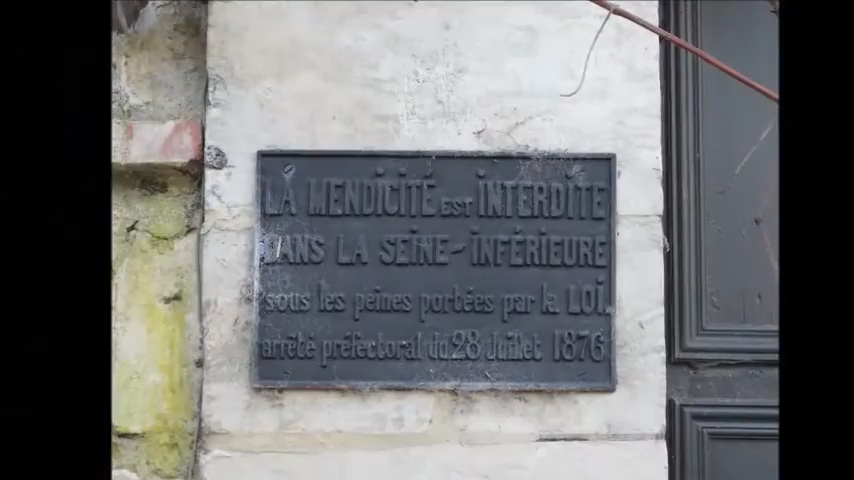 LA MENDICITÉ EST INTERDITE
DANS LA SEINE-INFÉRIEURE
sous les peines portées par la LOI.
arrêté préfectoral du 28 Juillet 1876